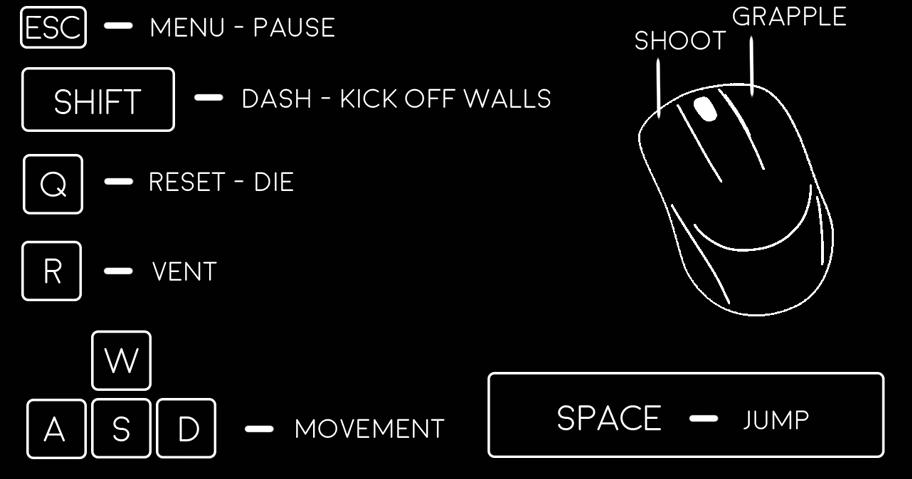 ESC - MENU - PAUSE
GRAPPLE
SHOOT
SHIFT - DASH - KICK OFF WALLS
Q - RESET - DIE
R - VENT
W
A S D - MOVEMENT
SPACE - JUMP